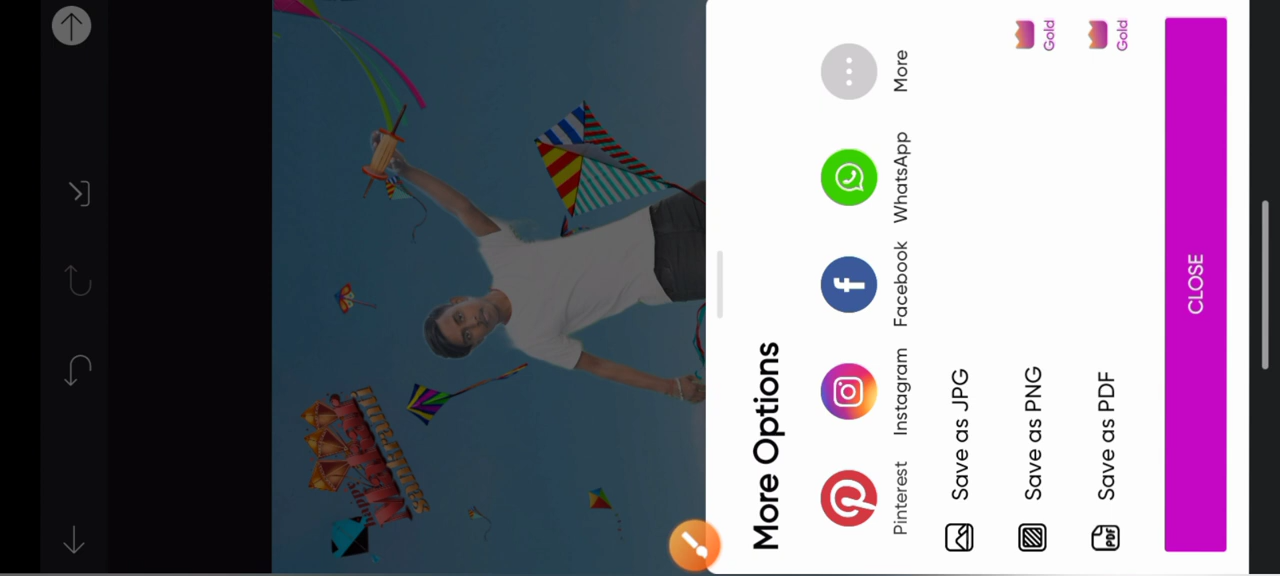 More Options
Pinterest
Instagram
Facebook
WhatsApp
More
Save as JPG
Save as PNG
Gold
Save as PDF
Gold
PDF
CLOSE